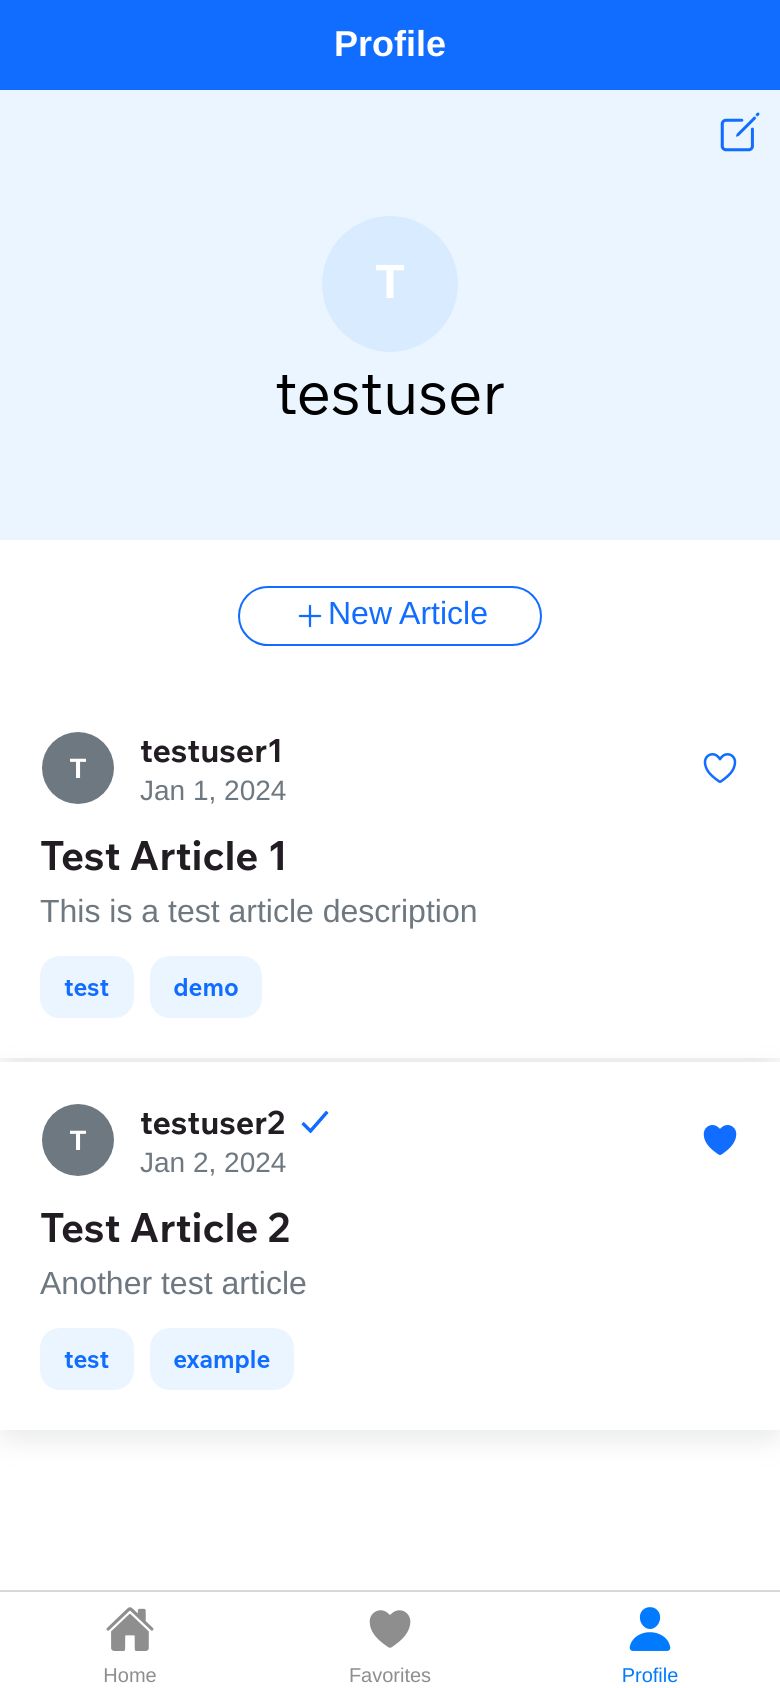 Profile
T
testuser
New Article
T
testuser1
Jan 1, 2024
Test Article 1
This is a test article description
test
demo
T
testuser2
Jan 2, 2024
Test Article 2
Another test article
test
example
Home
Favorites
Profile